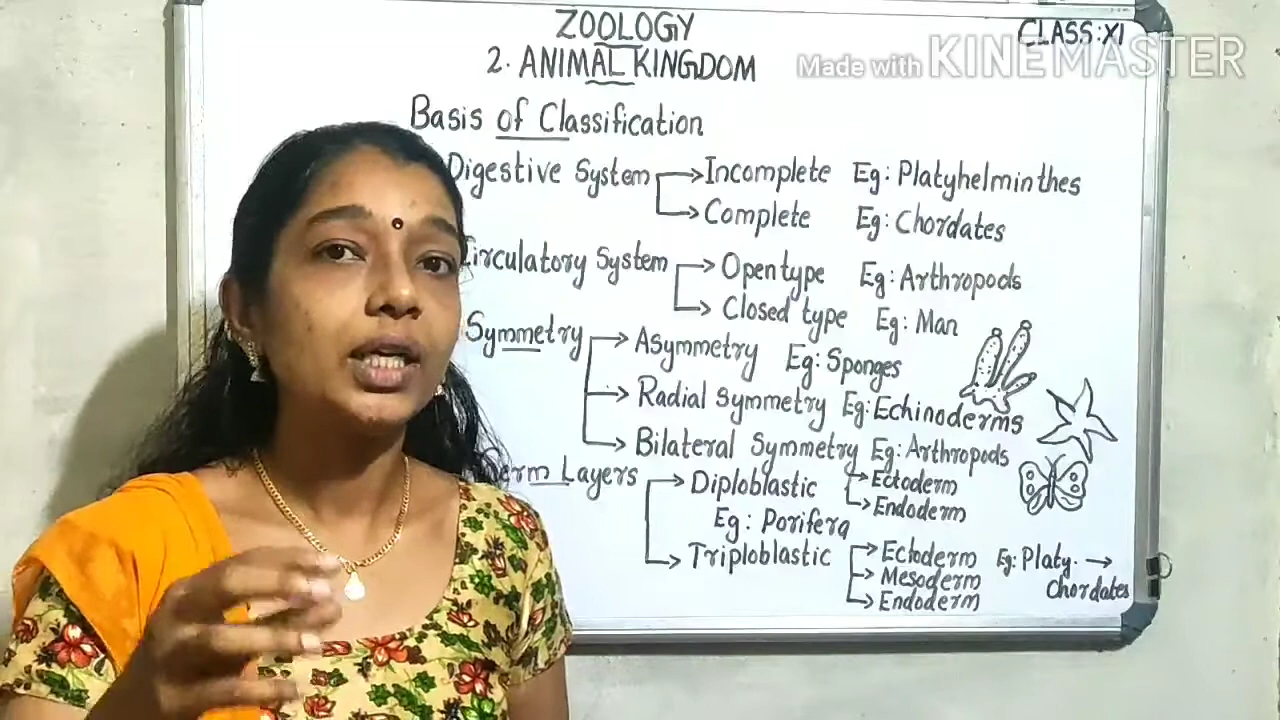 ZOOLOGY
CLASS:XI
2. ANIMAL KINGDOM
Made with KINEMASTER
Basis of Classification
Digestive System → Incomplete Eg: Platyhelminthes
→ Complete Eg: Chordates
Circulatory System → Open type Eg: Arthropods
→ Closed type Eg: Man
Symmetry → Asymmetry Eg: Sponges
→ Radial symmetry Eg: Echinoderms
→ Bilateral Symmetry Eg: Arthropods
Germ Layers → Diploblastic → Ectoderm
→ Endoderm
Eg: Porifera
→ Triploblastic → Ectoderm Eg: Platy. →
→ Mesoderm Chordates
→ Endoderm